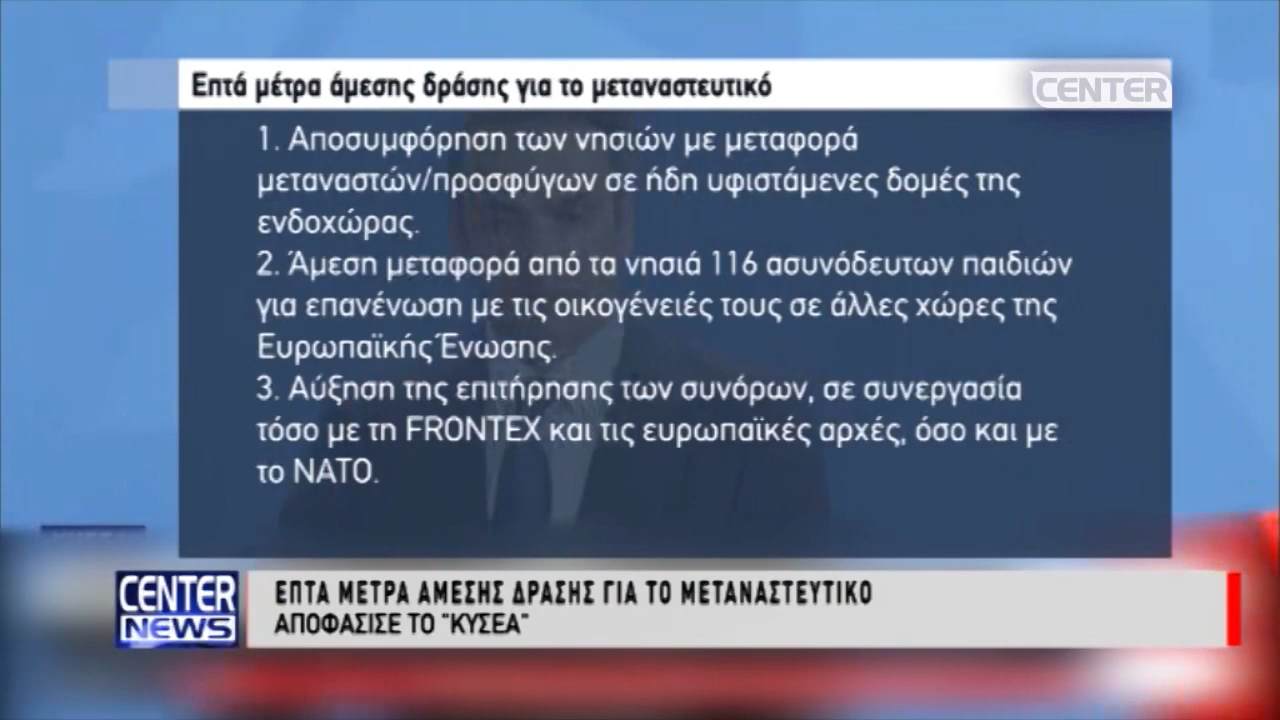 Επτά μέτρα άμεσης δράσης για το μεταναστευτικό
CENTER
1. Αποσυμφόρηση των νησιών με μεταφορά
μεταναστών/προσφύγων σε ήδη υφιστάμενες δομές της
ενδοχώρας.
2. Άμεση μεταφορά από τα νησιά 116 ασυνόδευτων παιδιών
για επανένωση με τις οικογένειές τους σε άλλες χώρες της
Ευρωπαϊκής Ένωσης.
3. Αύξηση της επιτήρησης των συνόρων, σε συνεργασία
τόσο με τη FRONTEX και τις ευρωπαϊκές αρχές, όσο και με
το ΝΑΤΟ.
CENTER
NEWS
ΕΠΤΑ ΜΕΤΡΑ ΑΜΕΣΗΣ ΔΡΑΣΗΣ ΓΙΑ ΤΟ ΜΕΤΑΝΑΣΤΕΥΤΙΚΟ
ΑΠΟΦΑΣΙΣΕ ΤΟ "ΚΥΣΕΑ"